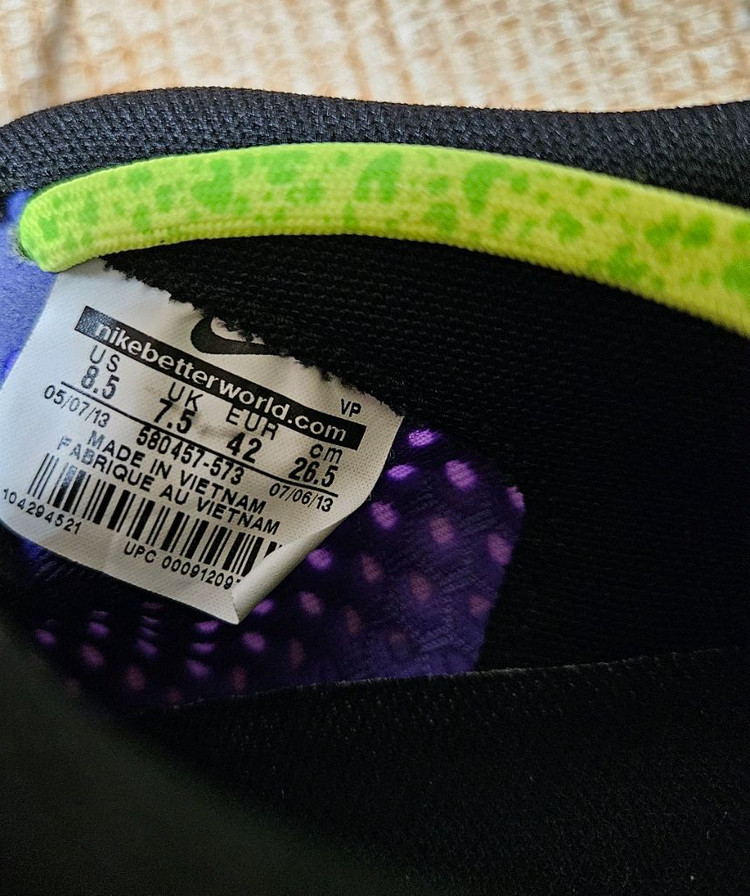 nikebetterworld.com
VP
US UK EUR cm
8.5 7.5 42 26.5
05/07/13 580457-573 07/06/13
MADE IN VIETNAM
FABRIQUE AU VIETNAM
104294521 UPC 00091209